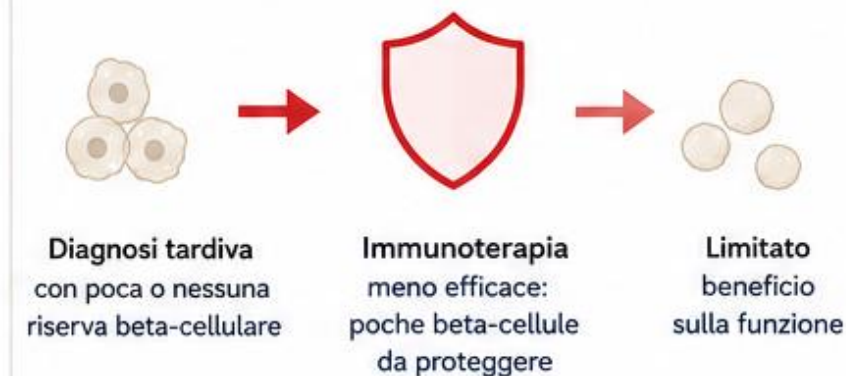 Diagnosi tardiva
con poca o nessuna
riserva beta-cellulare
Immunoterapia
meno efficace:
poche beta-cellule
da proteggere
Limitato
beneficio
sulla funzione